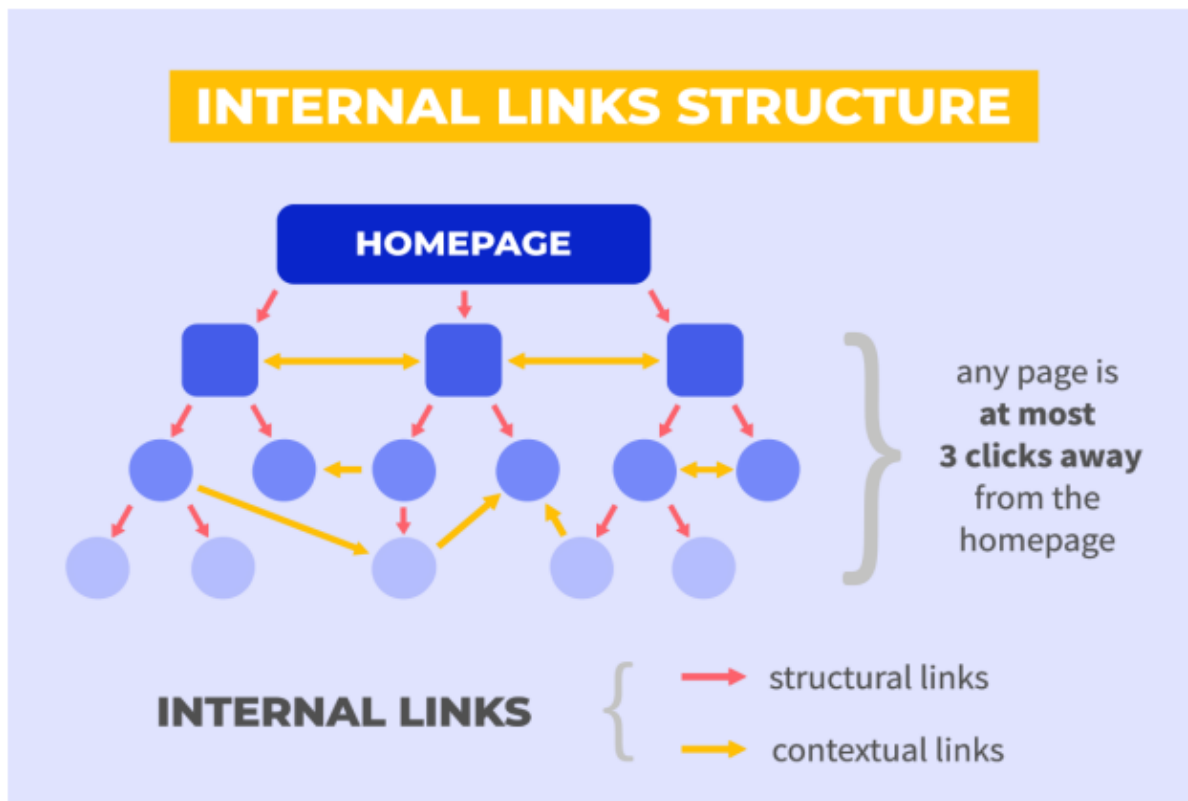 INTERNAL LINKS STRUCTURE
HOMEPAGE
any page is
at most
3 clicks away
from the
homepage
INTERNAL LINKS
structural links
contextual links